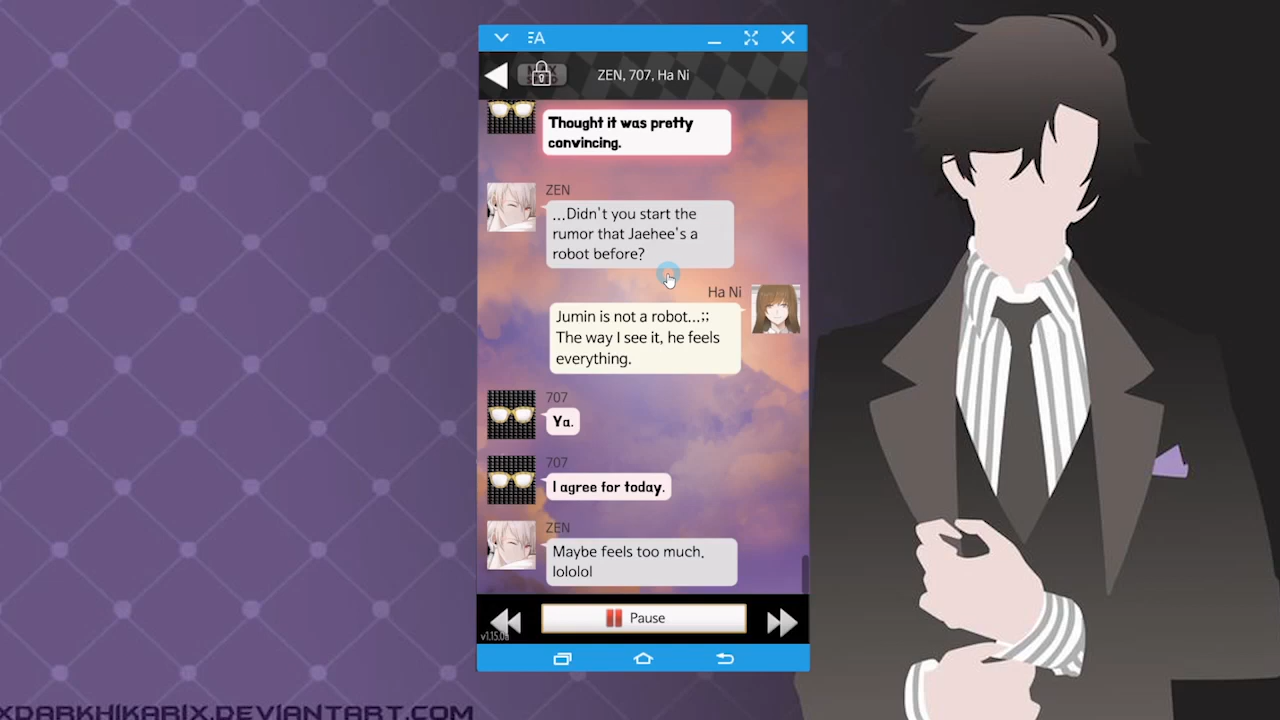 ΞA
ZEN, 707, Ha Ni
Thought it was pretty
convincing.
ZEN
...Didn't you start the
rumor that Jaehee's a
robot before?
Ha Ni
Jumin is not a robot...;;
The way I see it, he feels
everything.
707
Ya.
707
I agree for today.
ZEN
Maybe feels too much.
lololol
Pause
XDARKHIKARIX.DEVIANTART.COM